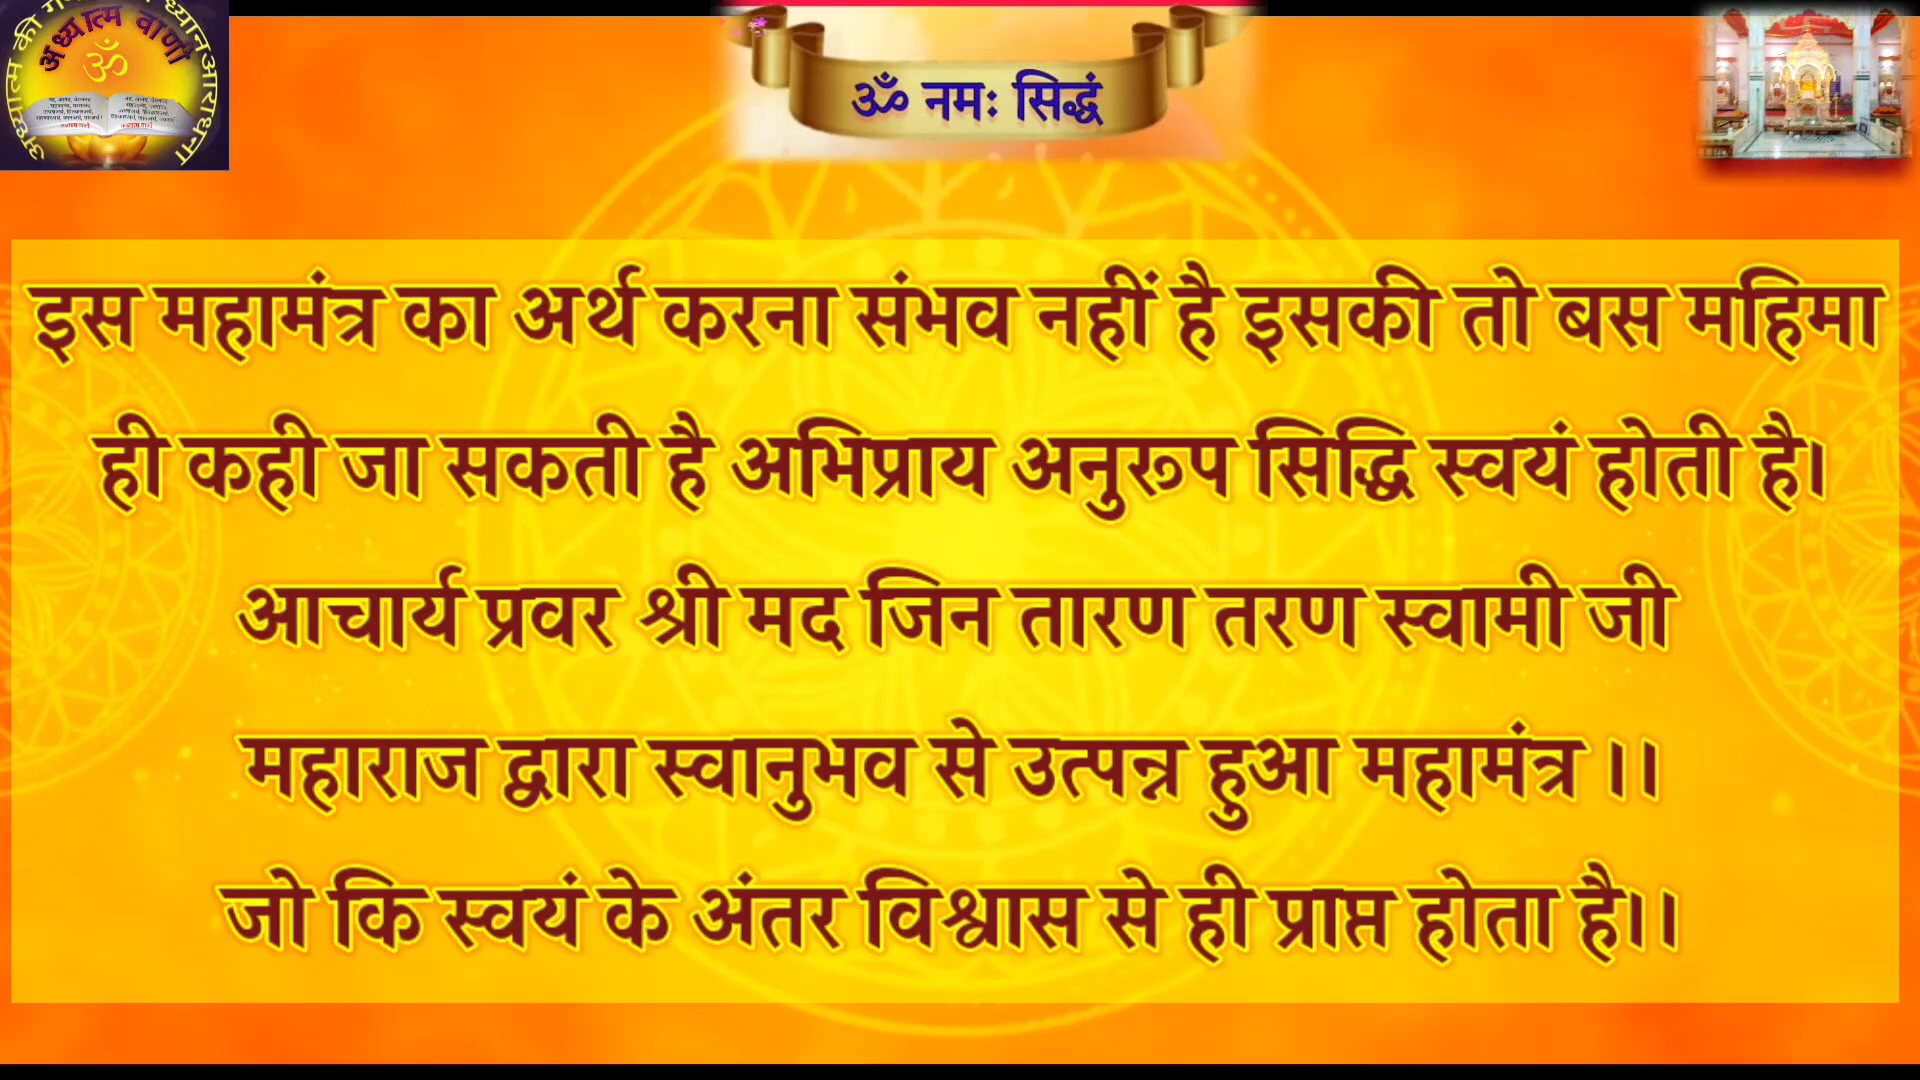 अध्यात्म वाणी
ॐ
ॐ नमः सिद्धं
इस महामंत्र का अर्थ करना संभव नहीं है इसकी तो बस महिमा
ही कही जा सकती है अभिप्राय अनुरूप सिद्धि स्वयं होती है।
आचार्य प्रवर श्री मद जिन तारण तरण स्वामी जी
महाराज द्वारा स्वानुभव से उत्पन्न हुआ महामंत्र ।।
जो कि स्वयं के अंतर विश्वास से ही प्राप्त होता है।।